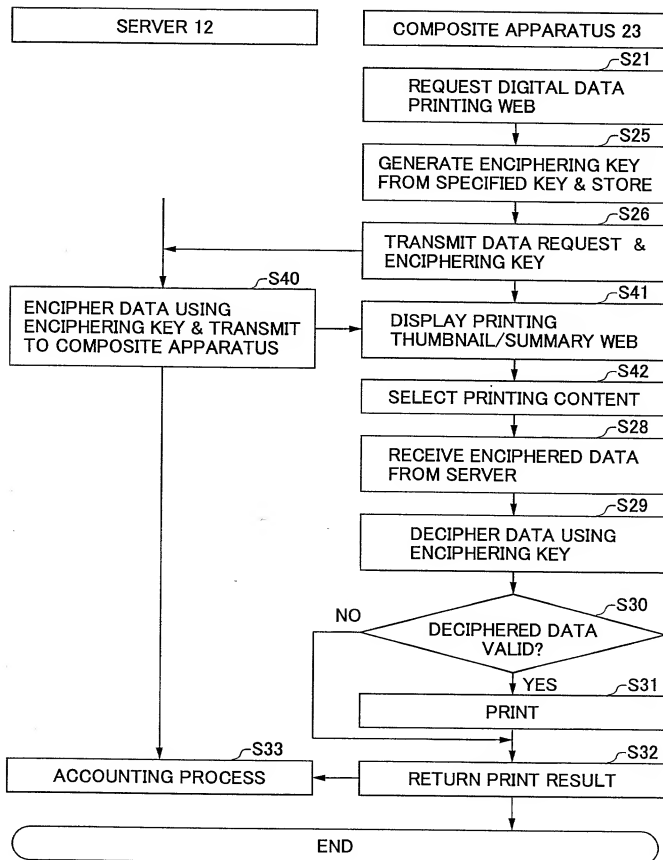 SERVER 12
COMPOSITE APPARATUS 23
S21
REQUEST DIGITAL DATA
PRINTING WEB
S25
GENERATE ENCIPHERING KEY
FROM SPECIFIED KEY & STORE
S26
TRANSMIT DATA REQUEST &
ENCIPHERING KEY
S40
ENCIPHER DATA USING
ENCIPHERING KEY & TRANSMIT
TO COMPOSITE APPARATUS
S41
DISPLAY PRINTING
THUMBNAIL/SUMMARY WEB
S42
SELECT PRINTING CONTENT
S28
RECEIVE ENCIPHERED DATA
FROM SERVER
S29
DECIPHER DATA USING
ENCIPHERING KEY
S30
NO
DECIPHERED DATA
VALID?
YES
S31
PRINT
S33
ACCOUNTING PROCESS
S32
RETURN PRINT RESULT
END